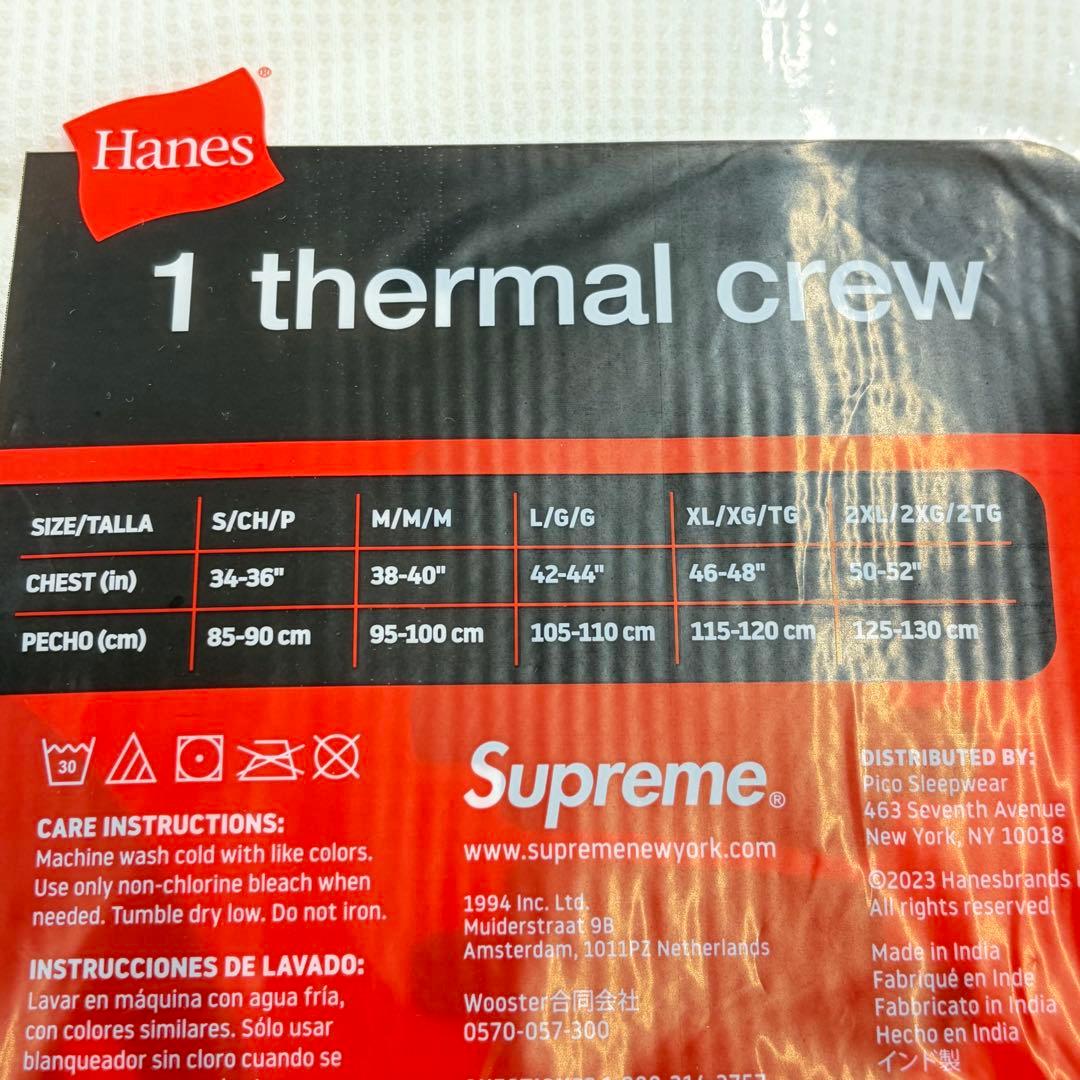 Hanes®
1 thermal crew
SIZE/TALLA S/CH/P M/M/M L/G/G XL/XG/TG 2XL/2XG/2TG
CHEST (in) 34-36" 38-40" 42-44" 46-48" 50-52"
PECHO (cm) 85-90 cm 95-100 cm 105-110 cm 115-120 cm 125-130 cm
30
CARE INSTRUCTIONS:
Machine wash cold with like colors.
Use only non-chlorine bleach when
needed. Tumble dry low. Do not iron.
INSTRUCCIONES DE LAVADO:
Lavar en máquina con agua fría,
con colores similares. Sólo usar
blanqueador sin cloro cuando se
Supreme®
www.supremenewyork.com
1994 Inc. Ltd.
Muiderstraat 9B
Amsterdam, 1011PZ Netherlands
Wooster合同会社
0570-057-300
DISTRIBUTED BY:
Pico Sleepwear
463 Seventh Avenue
New York, NY 10018
©2023 Hanesbrands
All rights reserved.
Made in India
Fabriqué en Inde
Fabbricato in India
Hecho en India
インド製